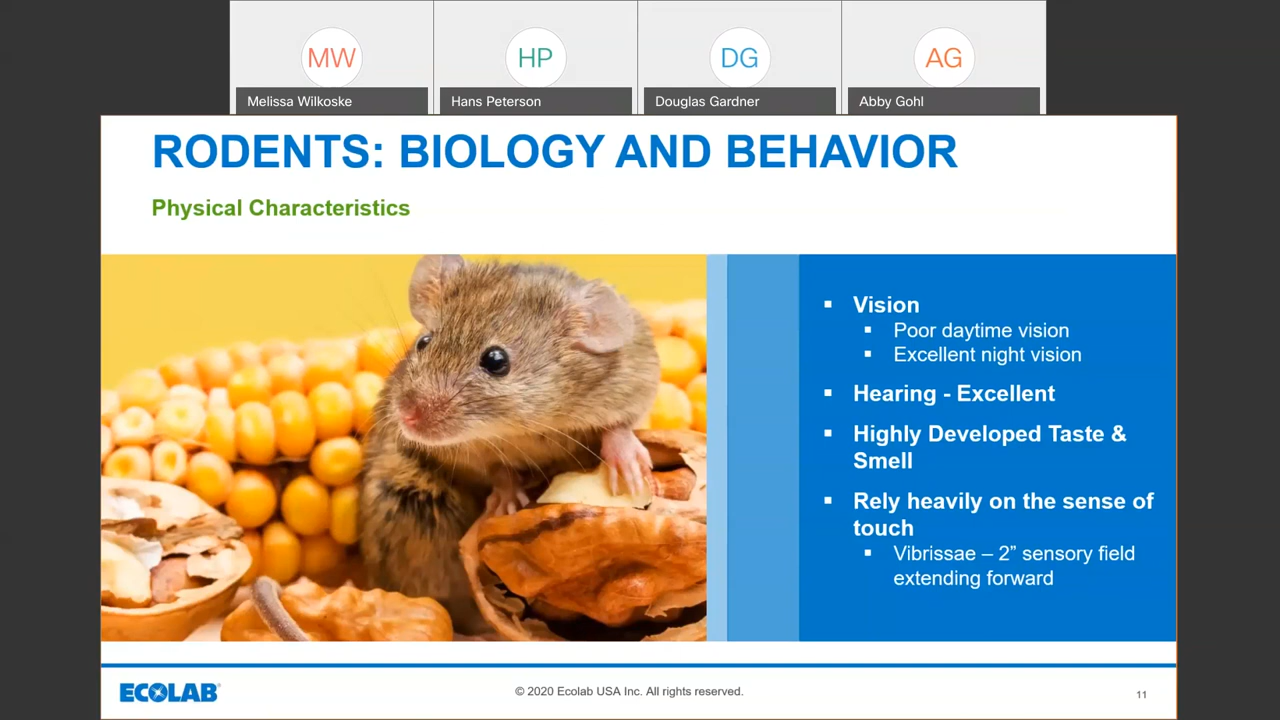 MW
HP
DG
AG
Melissa Wilkoske
Hans Peterson
Douglas Gardner
Abby Gohl
RODENTS: BIOLOGY AND BEHAVIOR
Physical Characteristics
▪ Vision
▪ Poor daytime vision
▪ Excellent night vision
▪ Hearing - Excellent
▪ Highly Developed Taste &
Smell
▪ Rely heavily on the sense of
touch
▪ Vibrissae – 2” sensory field
extending forward
ECOLAB®
© 2020 Ecolab USA Inc. All rights reserved.
11